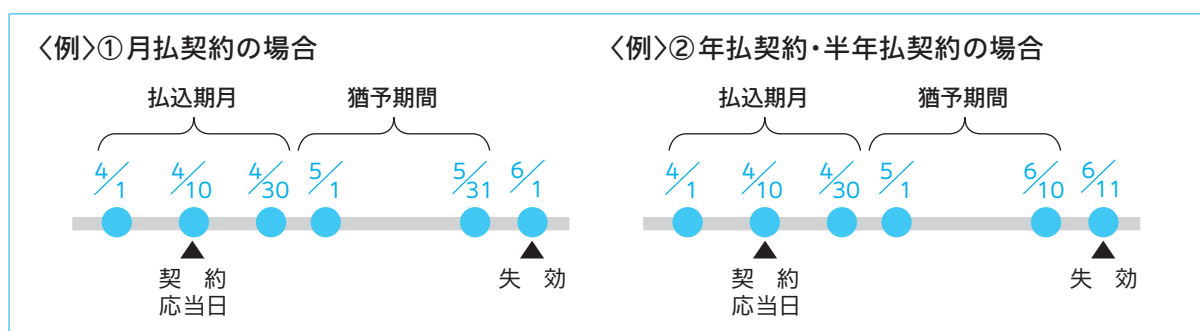 〈例〉①月払契約の場合
払込期月
猶予期間
4/1
4/10
4/30
5/1
5/31
6/1
契 約
応当日
失 効
〈例〉②年払契約・半年払契約の場合
払込期月
猶予期間
4/1
4/10
4/30
5/1
6/10
6/11
契 約
応当日
失 効